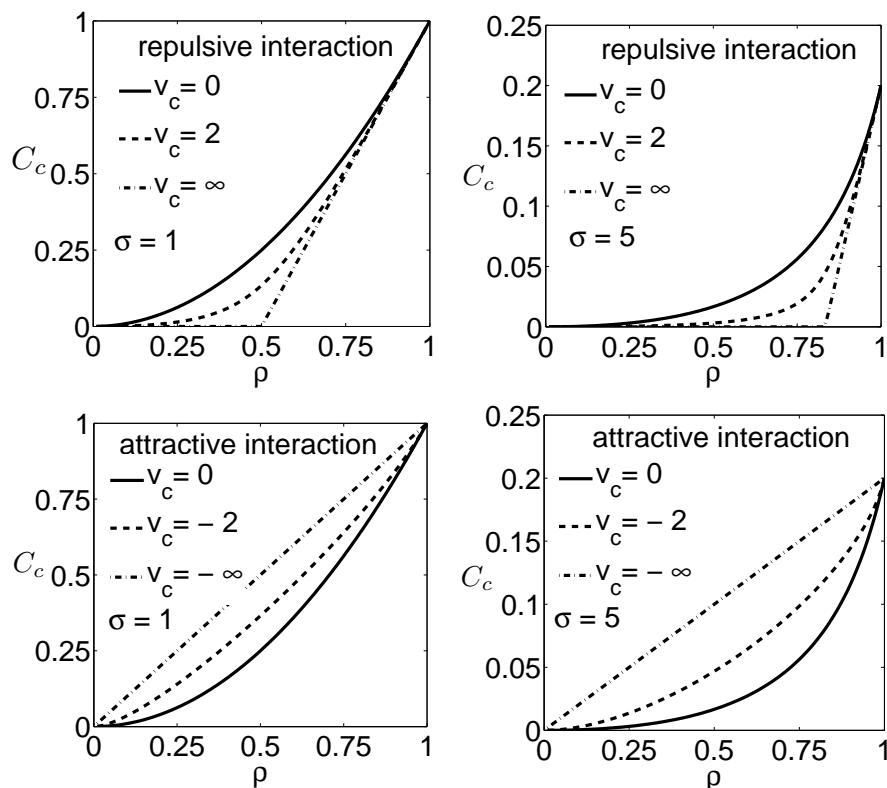 1
repulsive interaction
v_c= 0
0.75
v_c= 2
C_c 0.5
v_c= ∞
0.25
σ = 1
0
0 0.25 0.5 0.75 1
ρ
0.25
repulsive interaction
0.2
v_c= 0
0.15
v_c= 2
C_c
0.1
v_c= ∞
0.05
σ = 5
0
0 0.25 0.5 0.75 1
ρ
1
attractive interaction
v_c= 0
0.75
v_c= − 2
C_c 0.5
v_c= − ∞
0.25
σ = 1
0
0 0.25 0.5 0.75 1
ρ
0.25
attractive interaction
0.2
v_c= 0
0.15
v_c= − 2
C_c
0.1
v_c= − ∞
0.05
σ = 5
0
0 0.25 0.5 0.75 1
ρ